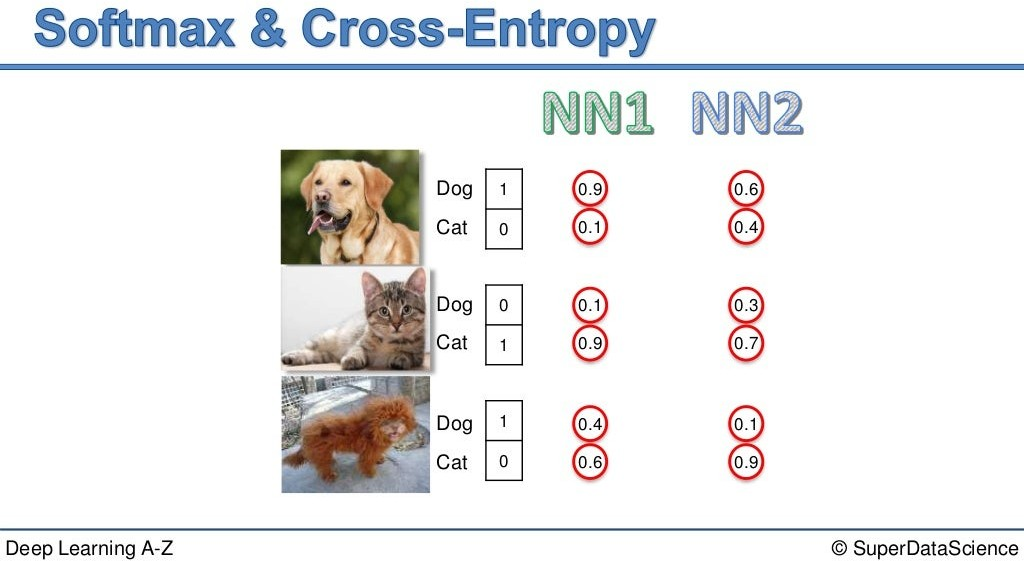 Softmax & Cross-Entropy
NN1 NN2
Dog 1 0.9 0.6
Cat 0 0.1 0.4
Dog 0 0.1 0.3
Cat 1 0.9 0.7
Dog 1 0.4 0.1
Cat 0 0.6 0.9
Deep Learning A-Z © SuperDataScience